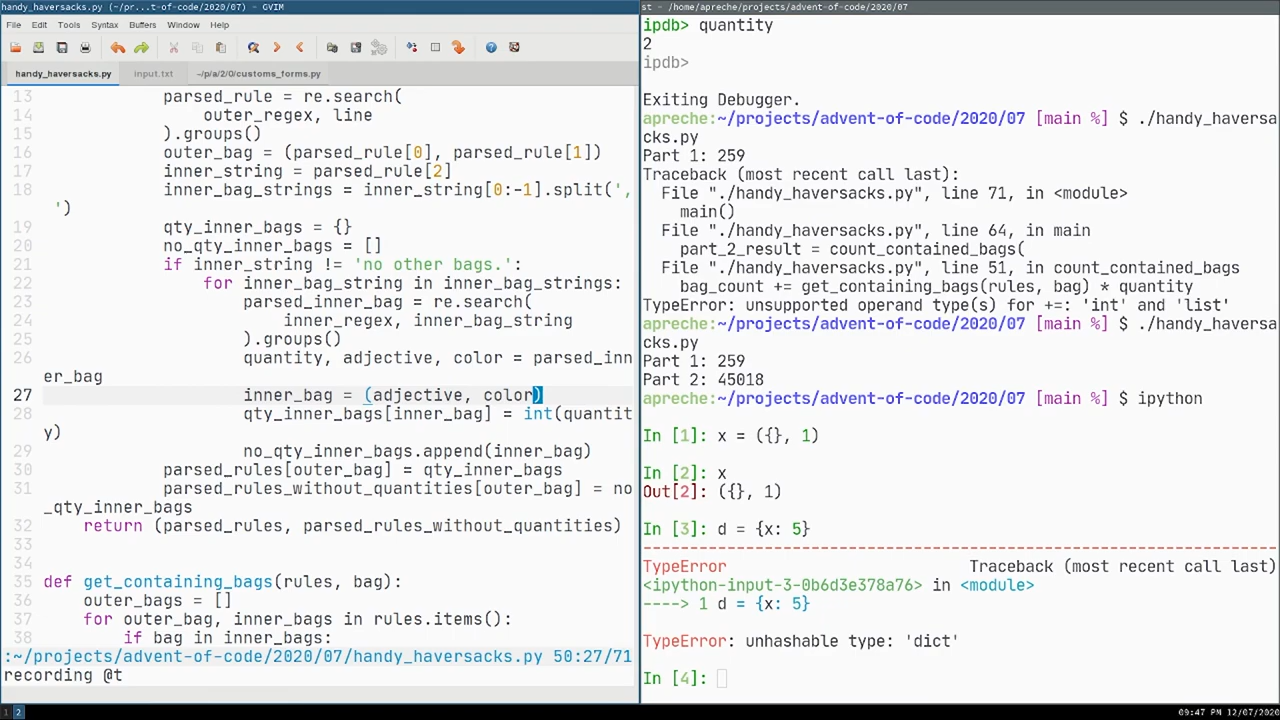 handy_haversacks.py (~/pr...t-of-code/2020/07) - GVIM
File Edit Tools Syntax Buffers Window Help
handy_haversacks.py input.txt ~/p/a/2/0/customs_forms.py
13 parsed_rule = re.search(
14 outer_regex, line
15 ).groups()
16 outer_bag = (parsed_rule[0], parsed_rule[1])
17 inner_string = parsed_rule[2]
18 inner_bag_strings = inner_string[0:-1].split(',
')
19 qty_inner_bags = {}
20 no_qty_inner_bags = []
21 if inner_string != 'no other bags.':
22 for inner_bag_string in inner_bag_strings:
23 parsed_inner_bag = re.search(
24 inner_regex, inner_bag_string
25 ).groups()
26 quantity, adjective, color = parsed_inn
er_bag
27 inner_bag = (adjective, color)
28 qty_inner_bags[inner_bag] = int(quantit
y)
29 no_qty_inner_bags.append(inner_bag)
30 parsed_rules[outer_bag] = qty_inner_bags
31 parsed_rules_without_quantities[outer_bag] = no
_qty_inner_bags
32 return (parsed_rules, parsed_rules_without_quantities)
33
34
35 def get_containing_bags(rules, bag):
36 outer_bags = []
37 for outer_bag, inner_bags in rules.items():
38 if bag in inner_bags:
:~/projects/advent-of-code/2020/07/handy_haversacks.py 50:27/71
recording @t
st - /home/apreche/projects/advent-of-code/2020/07
ipdb> quantity
2
ipdb>
Exiting Debugger.
apreche:~/projects/advent-of-code/2020/07 [main %] $ ./handy_haversa
cks.py
Part 1: 259
Traceback (most recent call last):
File "./handy_haversacks.py", line 71, in <module>
main()
File "./handy_haversacks.py", line 64, in main
part_2_result = count_contained_bags(
File "./handy_haversacks.py", line 51, in count_contained_bags
bag_count += get_containing_bags(rules, bag) * quantity
TypeError: unsupported operand type(s) for +=: 'int' and 'list'
apreche:~/projects/advent-of-code/2020/07 [main %] $ ./handy_haversa
cks.py
Part 1: 259
Part 2: 45018
apreche:~/projects/advent-of-code/2020/07 [main %] $ ipython
In [1]: x = ({}, 1)
In [2]: x
Out[2]: ({}, 1)
In [3]: d = {x: 5}
---------------------------------------------------------------------------
TypeError Traceback (most recent call last)
<ipython-input-3-0b6d3e378a76> in <module>
----> 1 d = {x: 5}
TypeError: unhashable type: 'dict'
In [4]:
1 2 09:47 PM 12/07/2020